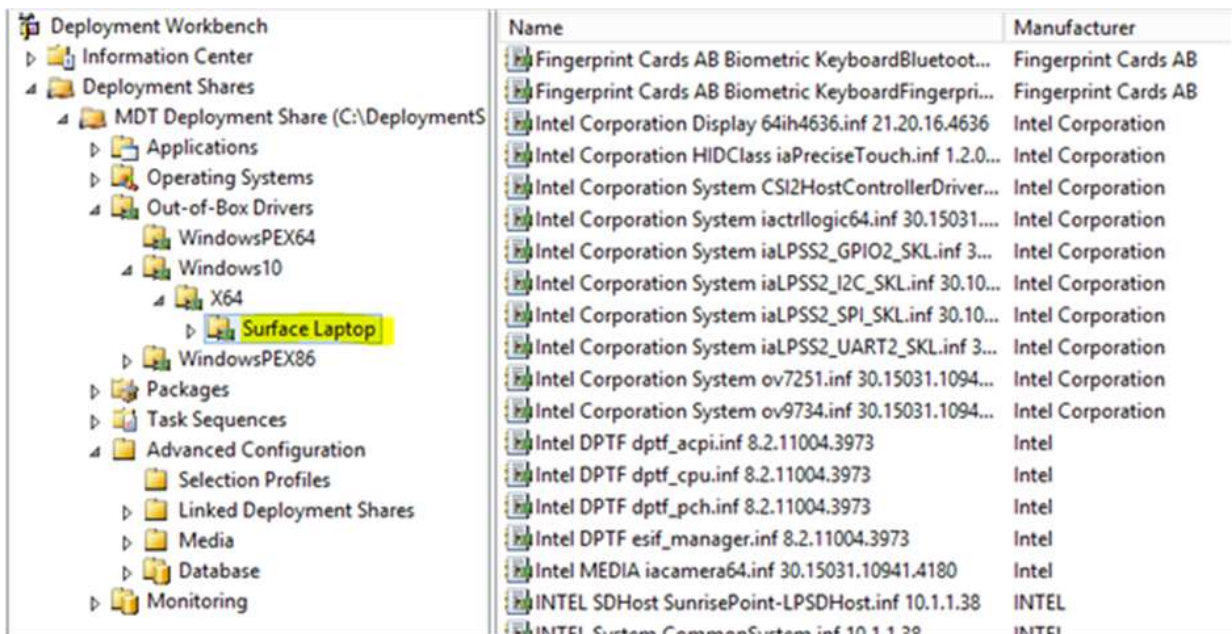 Deployment Workbench
Information Center
Deployment Shares
MDT Deployment Share (C:\DeploymentS
Applications
Operating Systems
Out-of-Box Drivers
WindowsPEX64
Windows10
X64
Surface Laptop
WindowsPEX86
Packages
Task Sequences
Advanced Configuration
Selection Profiles
Linked Deployment Shares
Media
Database
Monitoring
Name Manufacturer
Fingerprint Cards AB Biometric KeyboardBluetoot... Fingerprint Cards AB
Fingerprint Cards AB Biometric KeyboardFingerpri... Fingerprint Cards AB
Intel Corporation Display 64ih4636.inf 21.20.16.4636 Intel Corporation
Intel Corporation HIDClass iaPreciseTouch.inf 1.2.0... Intel Corporation
Intel Corporation System CSI2HostControllerDriver... Intel Corporation
Intel Corporation System iactrllogic64.inf 30.15031.... Intel Corporation
Intel Corporation System iaLPSS2_GPIO2_SKL.inf 3... Intel Corporation
Intel Corporation System iaLPSS2_I2C_SKL.inf 30.10... Intel Corporation
Intel Corporation System iaLPSS2_SPI_SKL.inf 30.10... Intel Corporation
Intel Corporation System iaLPSS2_UART2_SKL.inf 3... Intel Corporation
Intel Corporation System ov7251.inf 30.15031.1094... Intel Corporation
Intel Corporation System ov9734.inf 30.15031.1094... Intel Corporation
Intel DPTF dptf_acpi.inf 8.2.11004.3973 Intel
Intel DPTF dptf_cpu.inf 8.2.11004.3973 Intel
Intel DPTF dptf_pch.inf 8.2.11004.3973 Intel
Intel DPTF esif_manager.inf 8.2.11004.3973 Intel
Intel MEDIA iacamera64.inf 30.15031.10941.4180 Intel
INTEL SDHost SunrisePoint-LPSDHost.inf 10.1.1.38 INTEL
INTEL System CommonSystem.inf 10.1.1.38 INTEL